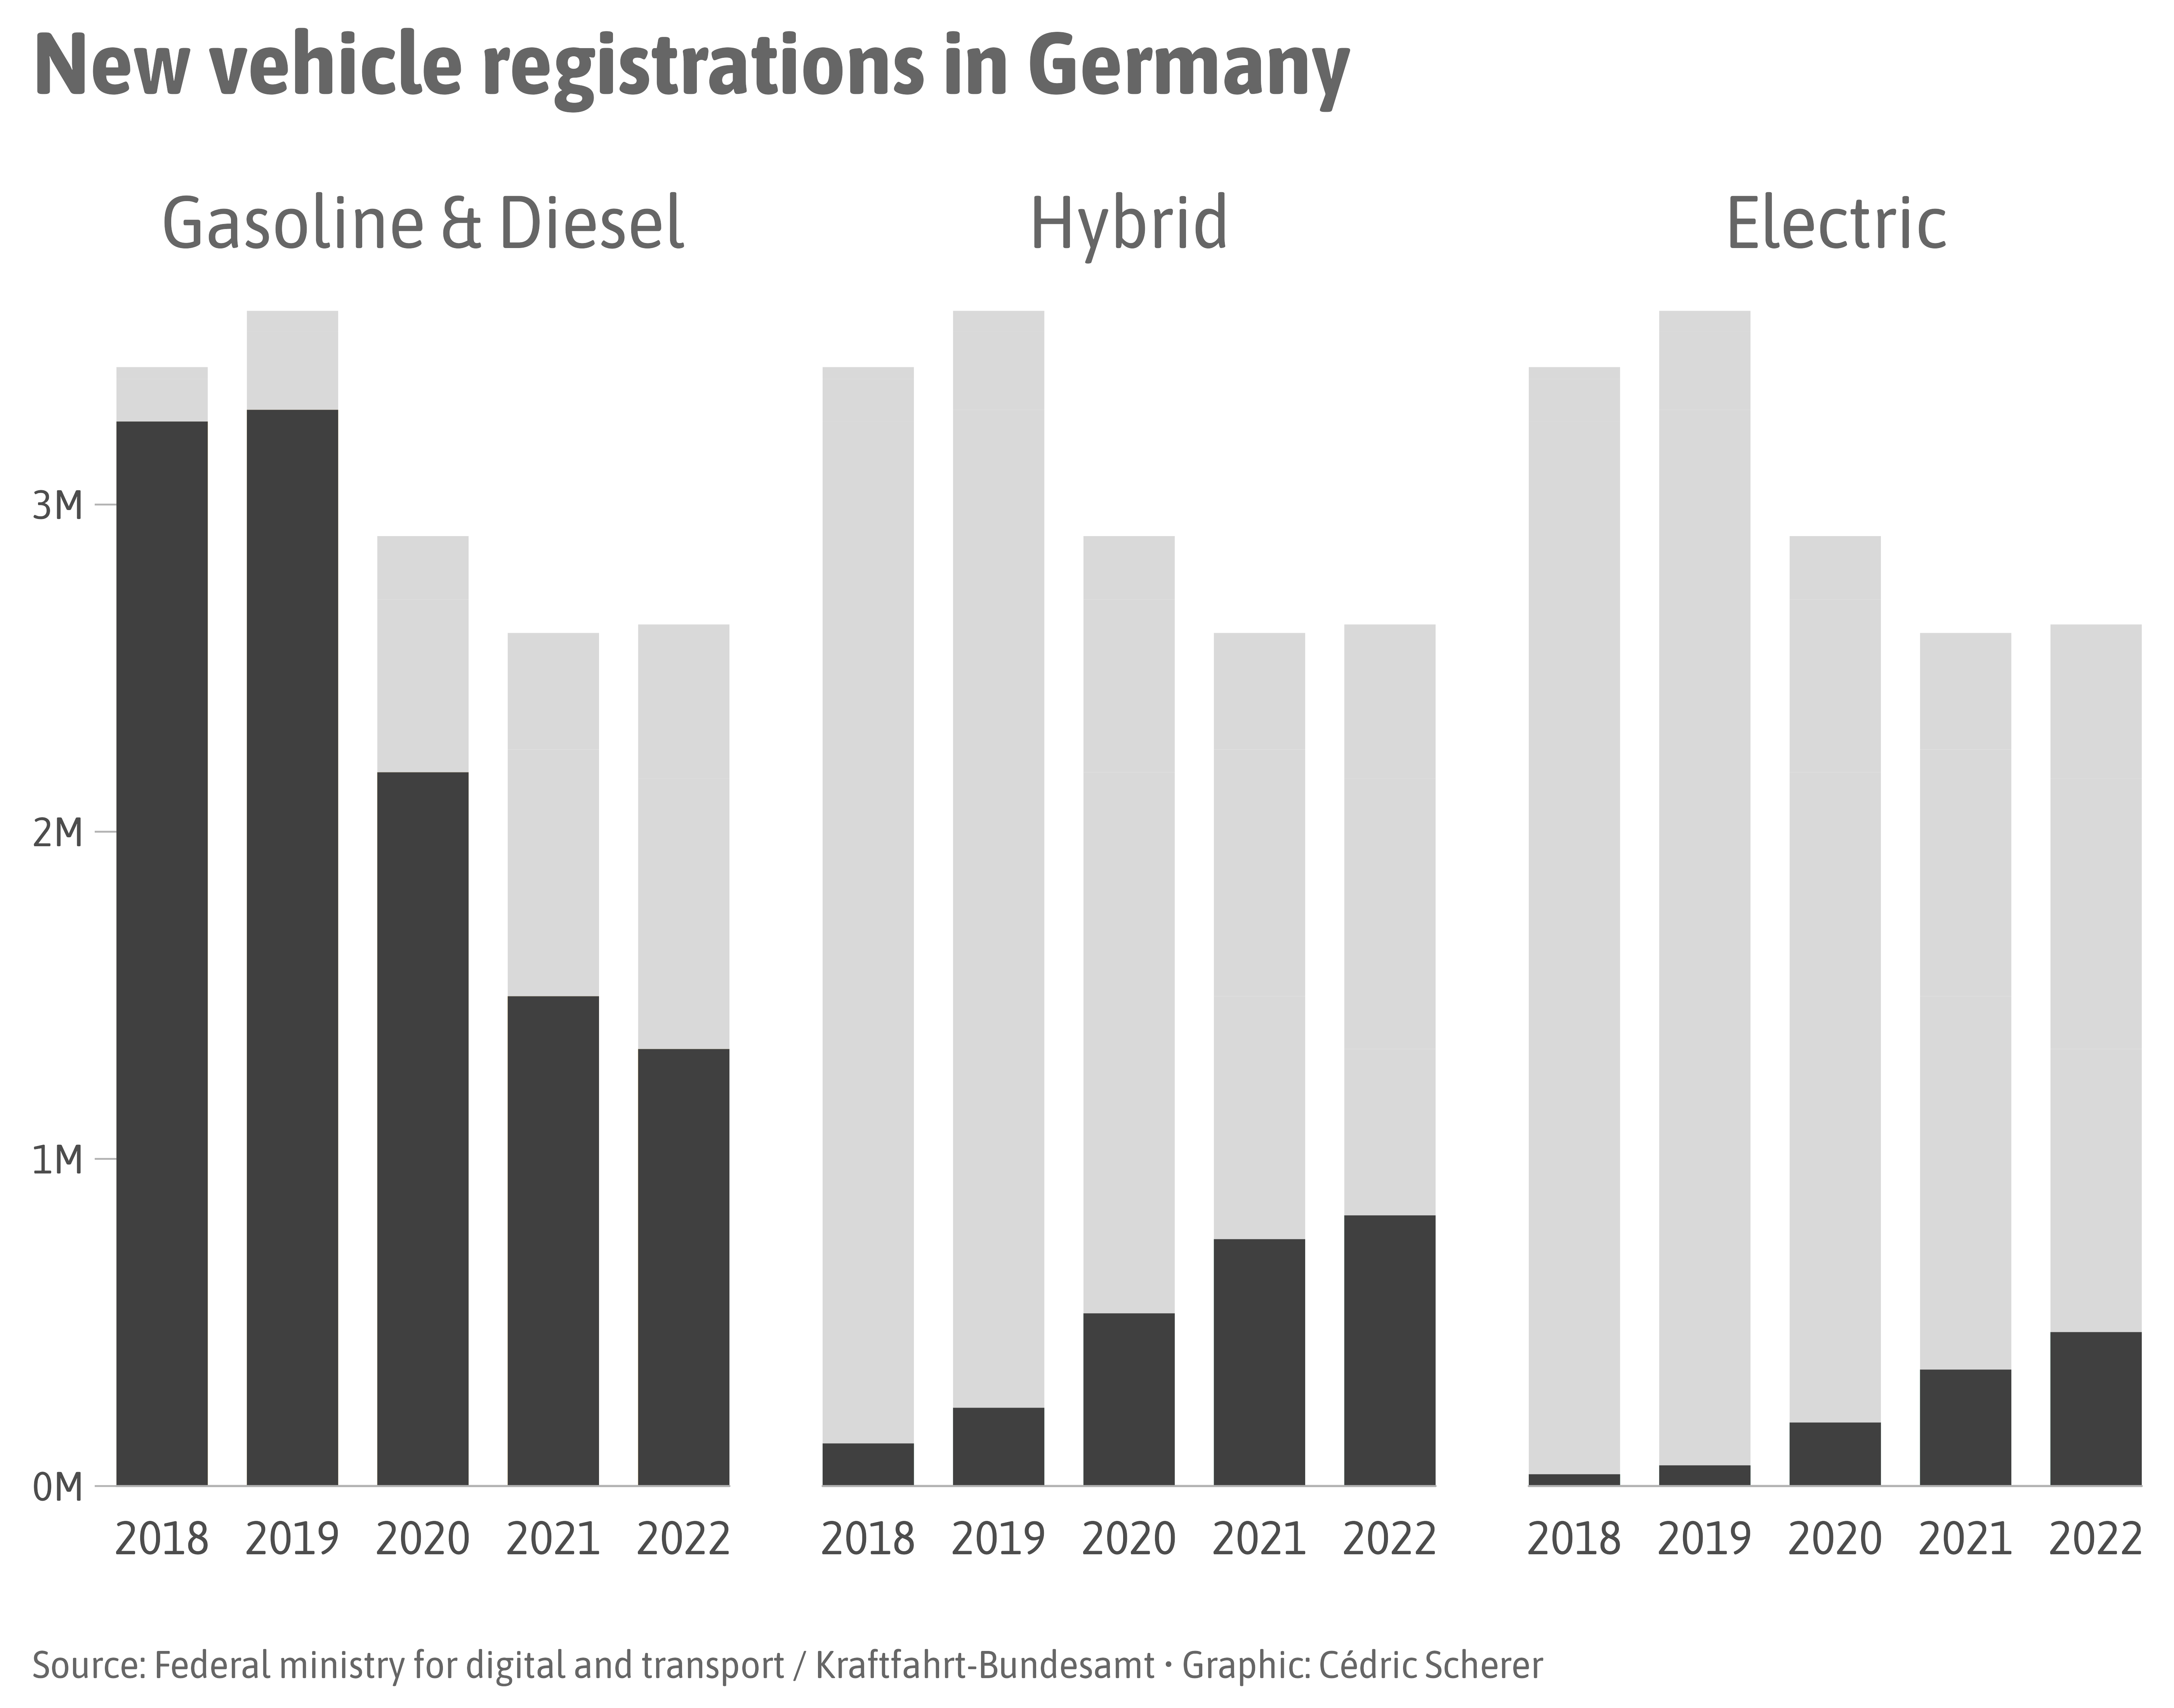 New vehicle registrations in Germany
Gasoline & Diesel
Hybrid
Electric
3M
2M
1M
0M
2018 2019 2020 2021 2022
2018 2019 2020 2021 2022
2018 2019 2020 2021 2022
Source: Federal ministry for digital and transport / Kraftfahrt-Bundesamt • Graphic: Cédric Scherer